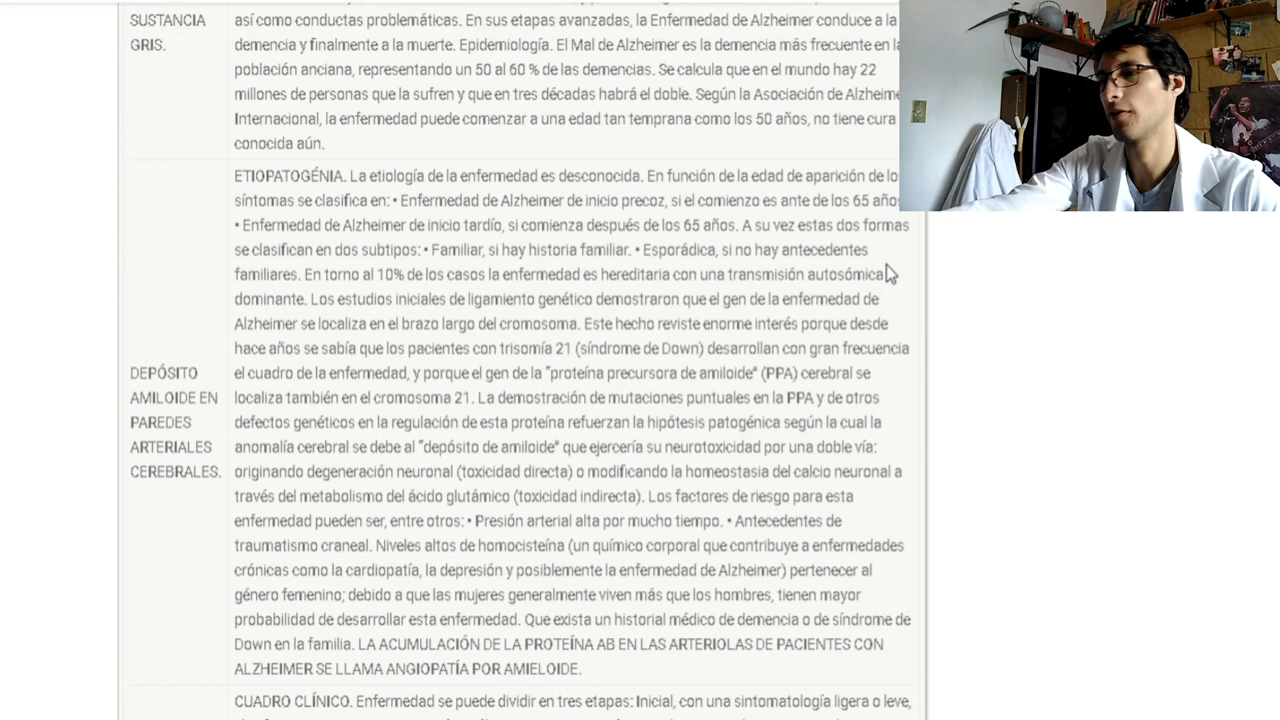 SUSTANCIA
GRIS.
así como conductas problemáticas. En sus etapas avanzadas, la Enfermedad de Alzheimer conduce a la
demencia y finalmente a la muerte. Epidemiología. El Mal de Alzheimer es la demencia más frecuente en la
población anciana, representando un 50 al 60 % de las demencias. Se calcula que en el mundo hay 22
millones de personas que la sufren y que en tres décadas habrá el doble. Según la Asociación de Alzheime
Internacional, la enfermedad puede comenzar a una edad tan temprana como los 50 años, no tiene cura
conocida aún.
DEPÓSITO
AMILOIDE EN
PAREDES
ARTERIALES
CEREBRALES.
ETIOPATOGÉNIA. La etiología de la enfermedad es desconocida. En función de la edad de aparición de lo
síntomas se clasifica en: • Enfermedad de Alzheimer de inicio precoz, si el comienzo es ante de los 65 año
• Enfermedad de Alzheimer de inicio tardío, si comienza después de los 65 años. A su vez estas dos formas
se clasifican en dos subtipos: • Familiar, si hay historia familiar. • Esporádica, si no hay antecedentes
familiares. En torno al 10% de los casos la enfermedad es hereditaria con una transmisión autosómica
dominante. Los estudios iniciales de ligamiento genético demostraron que el gen de la enfermedad de
Alzheimer se localiza en el brazo largo del cromosoma. Este hecho reviste enorme interés porque desde
hace años se sabía que los pacientes con trisomía 21 (síndrome de Down) desarrollan con gran frecuencia
el cuadro de la enfermedad, y porque el gen de la "proteína precursora de amiloide" (PPA) cerebral se
localiza también en el cromosoma 21. La demostración de mutaciones puntuales en la PPA y de otros
defectos genéticos en la regulación de esta proteína refuerzan la hipótesis patogénica según la cual la
anomalía cerebral se debe al "depósito de amiloide" que ejercería su neurotoxicidad por una doble vía:
originando degeneración neuronal (toxicidad directa) o modificando la homeostasia del calcio neuronal a
través del metabolismo del ácido glutámico (toxicidad indirecta). Los factores de riesgo para esta
enfermedad pueden ser, entre otros: • Presión arterial alta por mucho tiempo. • Antecedentes de
traumatismo craneal. Niveles altos de homocisteína (un químico corporal que contribuye a enfermedades
crónicas como la cardiopatía, la depresión y posiblemente la enfermedad de Alzheimer) pertenecer al
género femenino; debido a que las mujeres generalmente viven más que los hombres, tienen mayor
probabilidad de desarrollar esta enfermedad. Que exista un historial médico de demencia o de síndrome de
Down en la familia. LA ACUMULACIÓN DE LA PROTEÍNA AB EN LAS ARTERIOLAS DE PACIENTES CON
ALZHEIMER SE LLAMA ANGIOPATÍA POR AMIELOIDE.
CUADRO CLÍNICO. Enfermedad se puede dividir en tres etapas: Inicial, con una sintomatología ligera o leve,